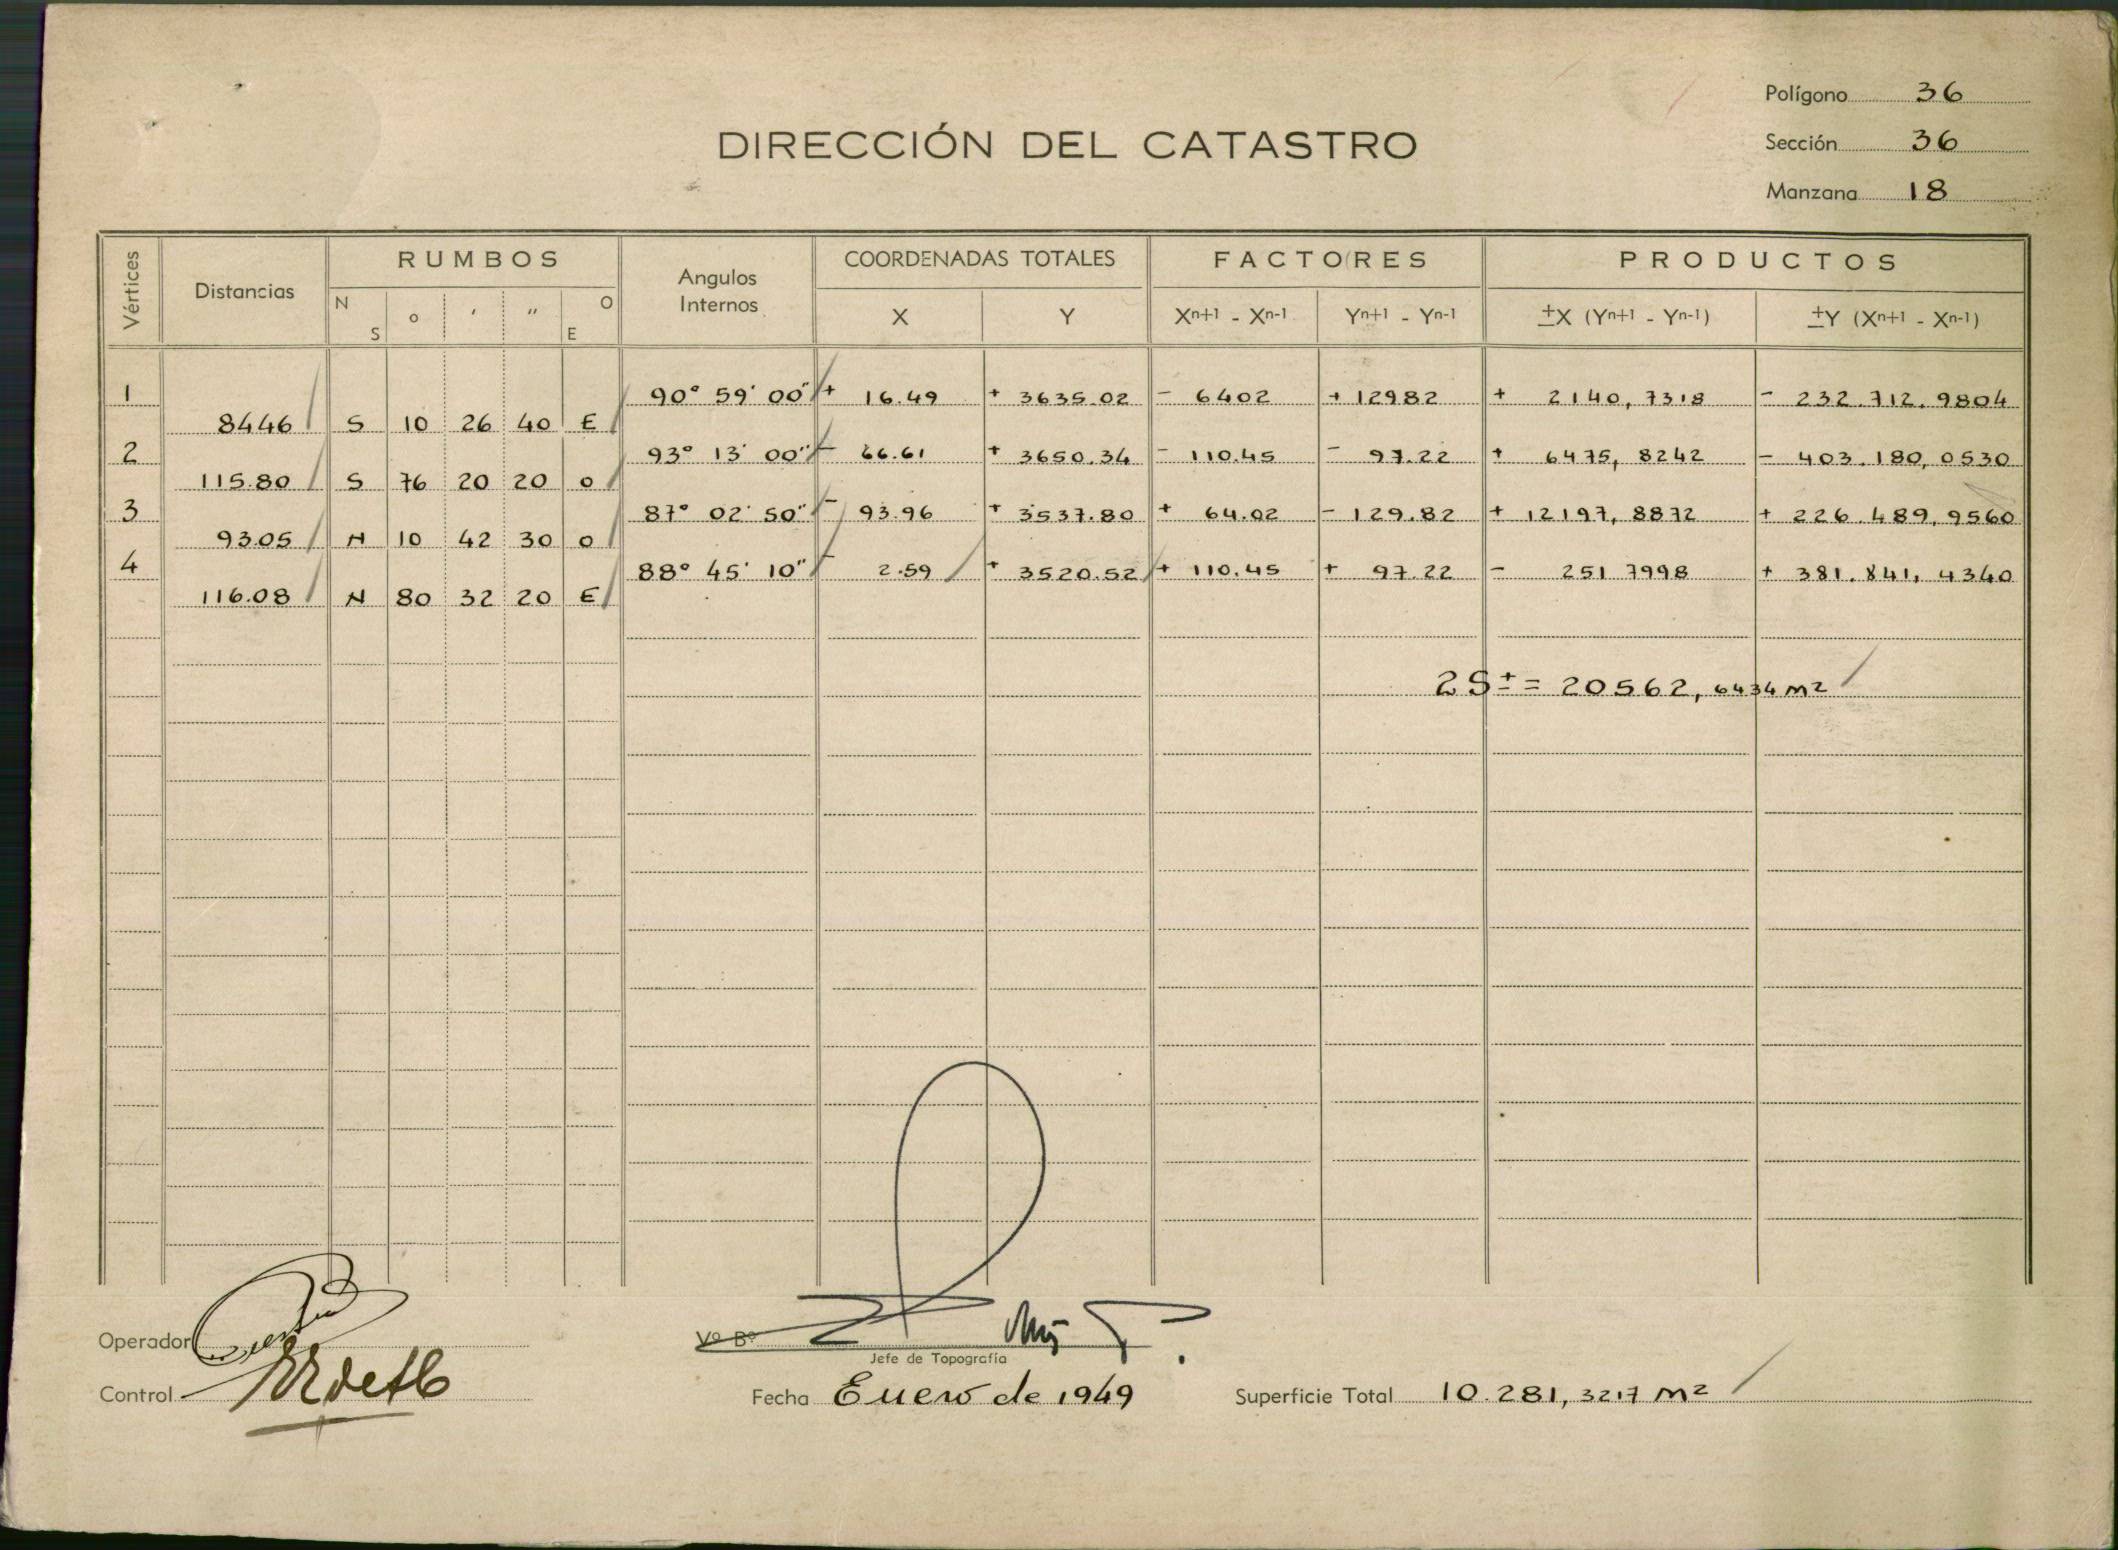 Polígono 36
DIRECCIÓN DEL CATASTRO
Sección 36
Manzana 18
Vértices Distancias RUMBOS Angulos Internos COORDENADAS TOTALES FACTORES PRODUCTOS
N S o ' " O E X Y Xn+1 - Xn-1 Yn+1 - Yn-1 ±X (Yn+1 - Yn-1) ±Y (Xn+1 - Xn-1)
1 90° 59' 00" + 16.49 + 3635.02 - 6402 + 12982 + 2140,7318 - 232.712.9804
8446 S 10 26 40 E
2 93° 13' 00" - 66.61 + 3650.34 - 110.45 - 97.22 + 6475,8242 - 403.180,0530
115.80 S 76 20 20 O
3 87° 02' 50" - 93.96 + 3537.80 + 64.02 - 129.82 + 12197,8872 + 226.489,9560
93.05 N 10 42 30 O
4 88° 45' 10" - 2.59 + 3520.52 + 110.45 + 97.22 - 251 7998 + 381.841,4340
116.08 N 80 32 20 E
2S± = 20562,6434 m2
Operador Vº Bº
Jefe de Topografía
Control Fecha Enero de 1949 Superficie Total 10.281,3217 m2